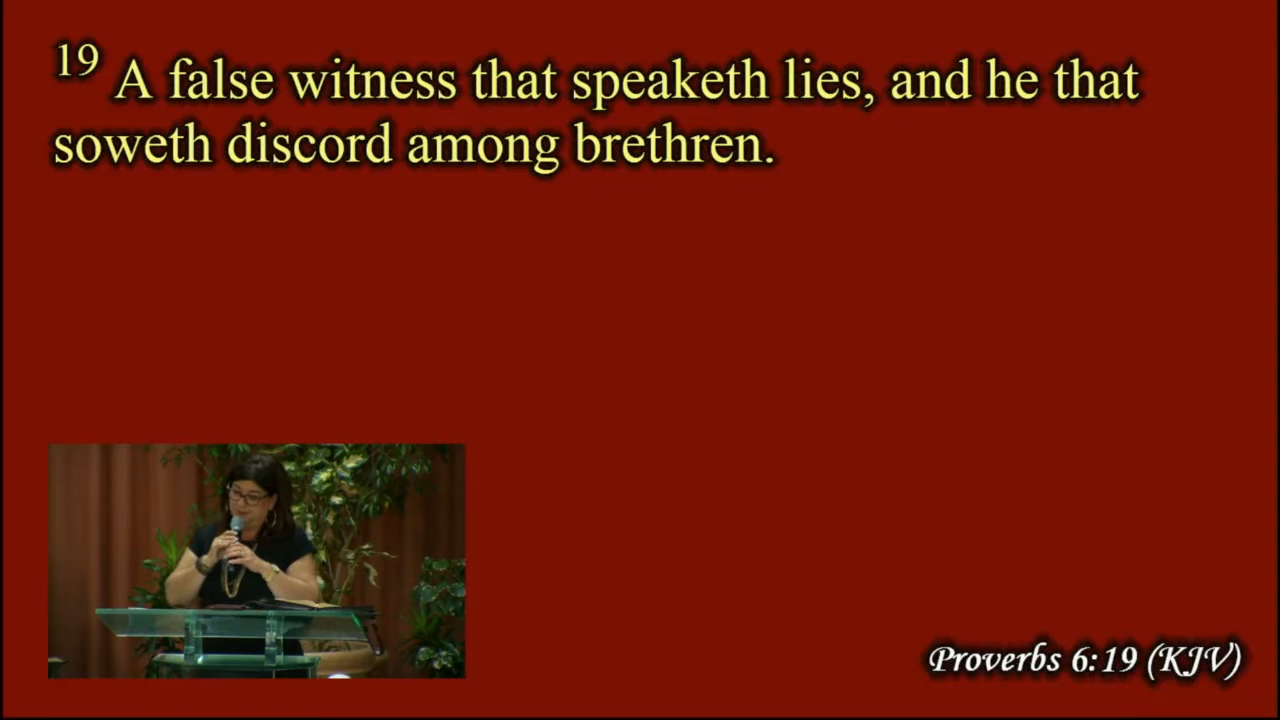 19 A false witness that speaketh lies, and he that
soweth discord among brethren.
Proverbs 6:19 (KJV)